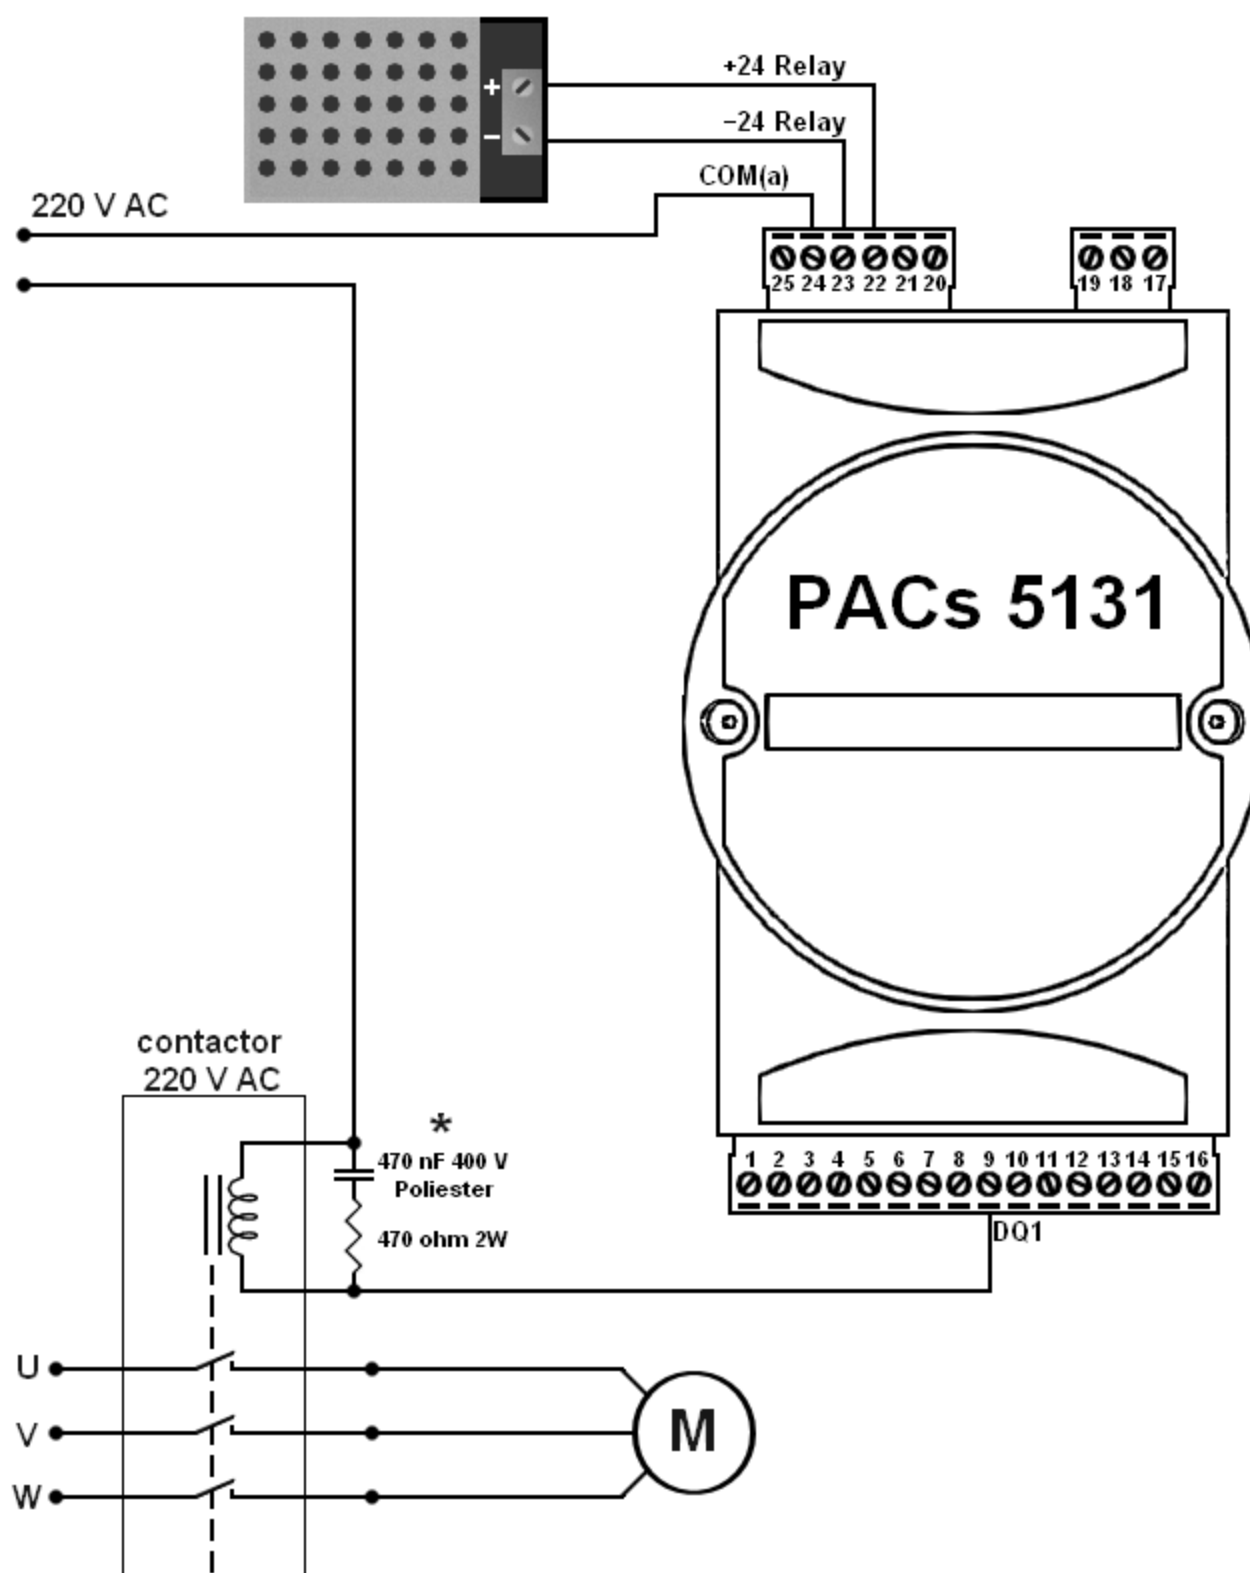 +
−
+24 Relay
−24 Relay
COM(a)
220 V AC
25 24 23 22 21 20
19 18 17
PACs 5131
contactor
220 V AC
*
470 nF 400 V
Poliester
470 ohm 2W
1 2 3 4 5 6 7 8 9 10 11 12 13 14 15 16
DQ1
U
V
W
M